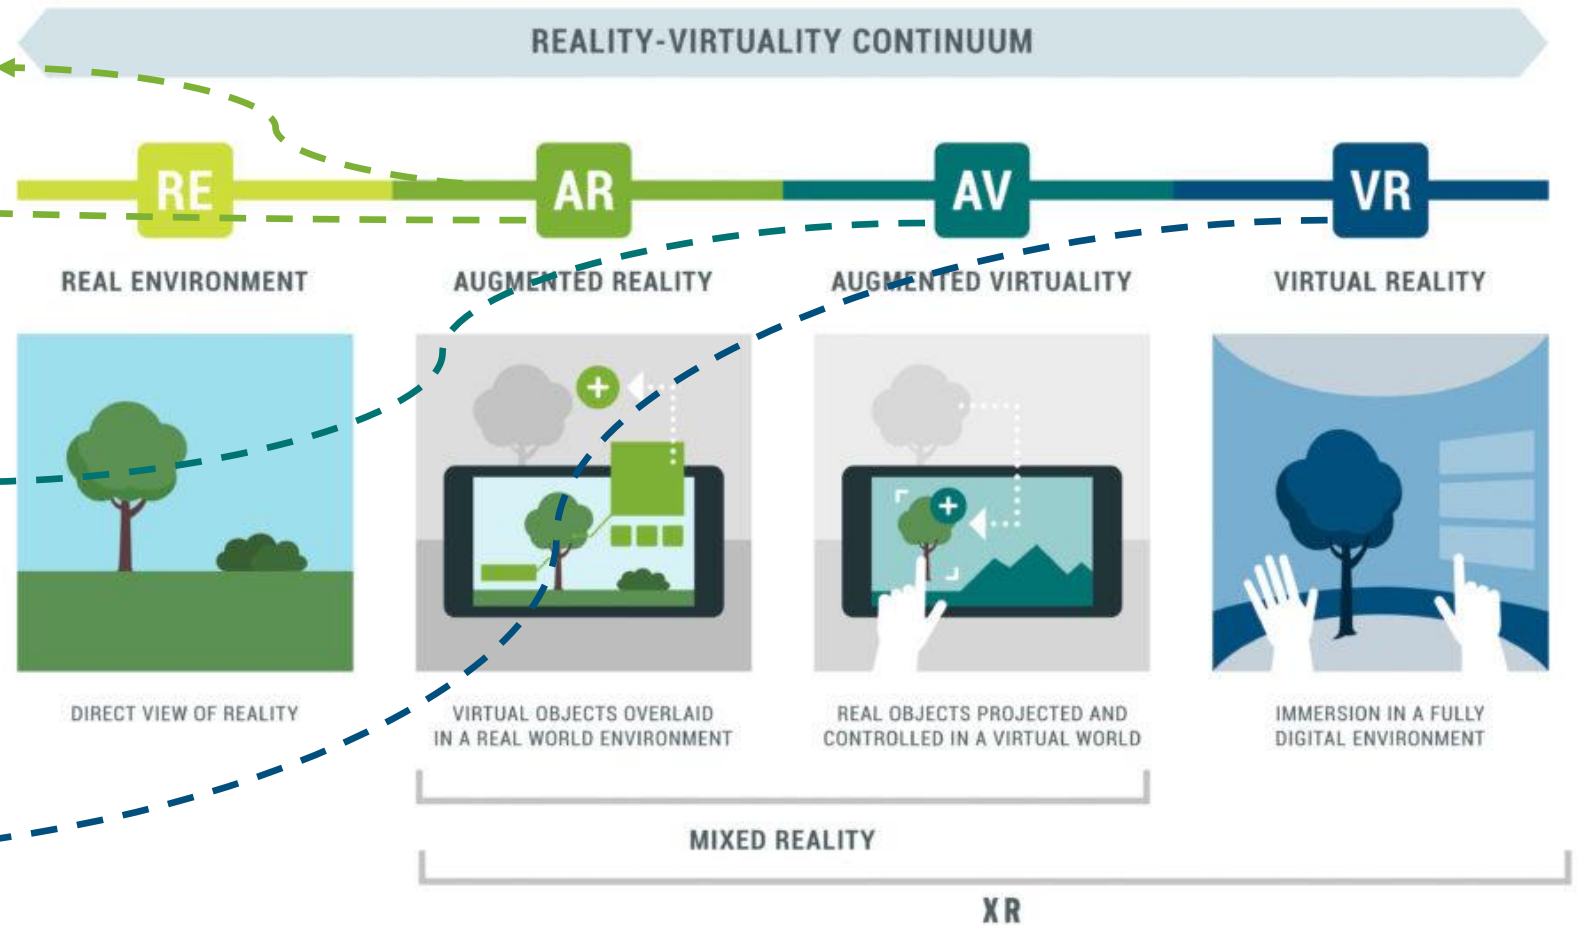 REALITY-VIRTUALITY CONTINUUM
RE
AR
AV
VR
REAL ENVIRONMENT
AUGMENTED REALITY
AUGMENTED VIRTUALITY
VIRTUAL REALITY
DIRECT VIEW OF REALITY
VIRTUAL OBJECTS OVERLAID
IN A REAL WORLD ENVIRONMENT
REAL OBJECTS PROJECTED AND
CONTROLLED IN A VIRTUAL WORLD
IMMERSION IN A FULLY
DIGITAL ENVIRONMENT
MIXED REALITY
XR